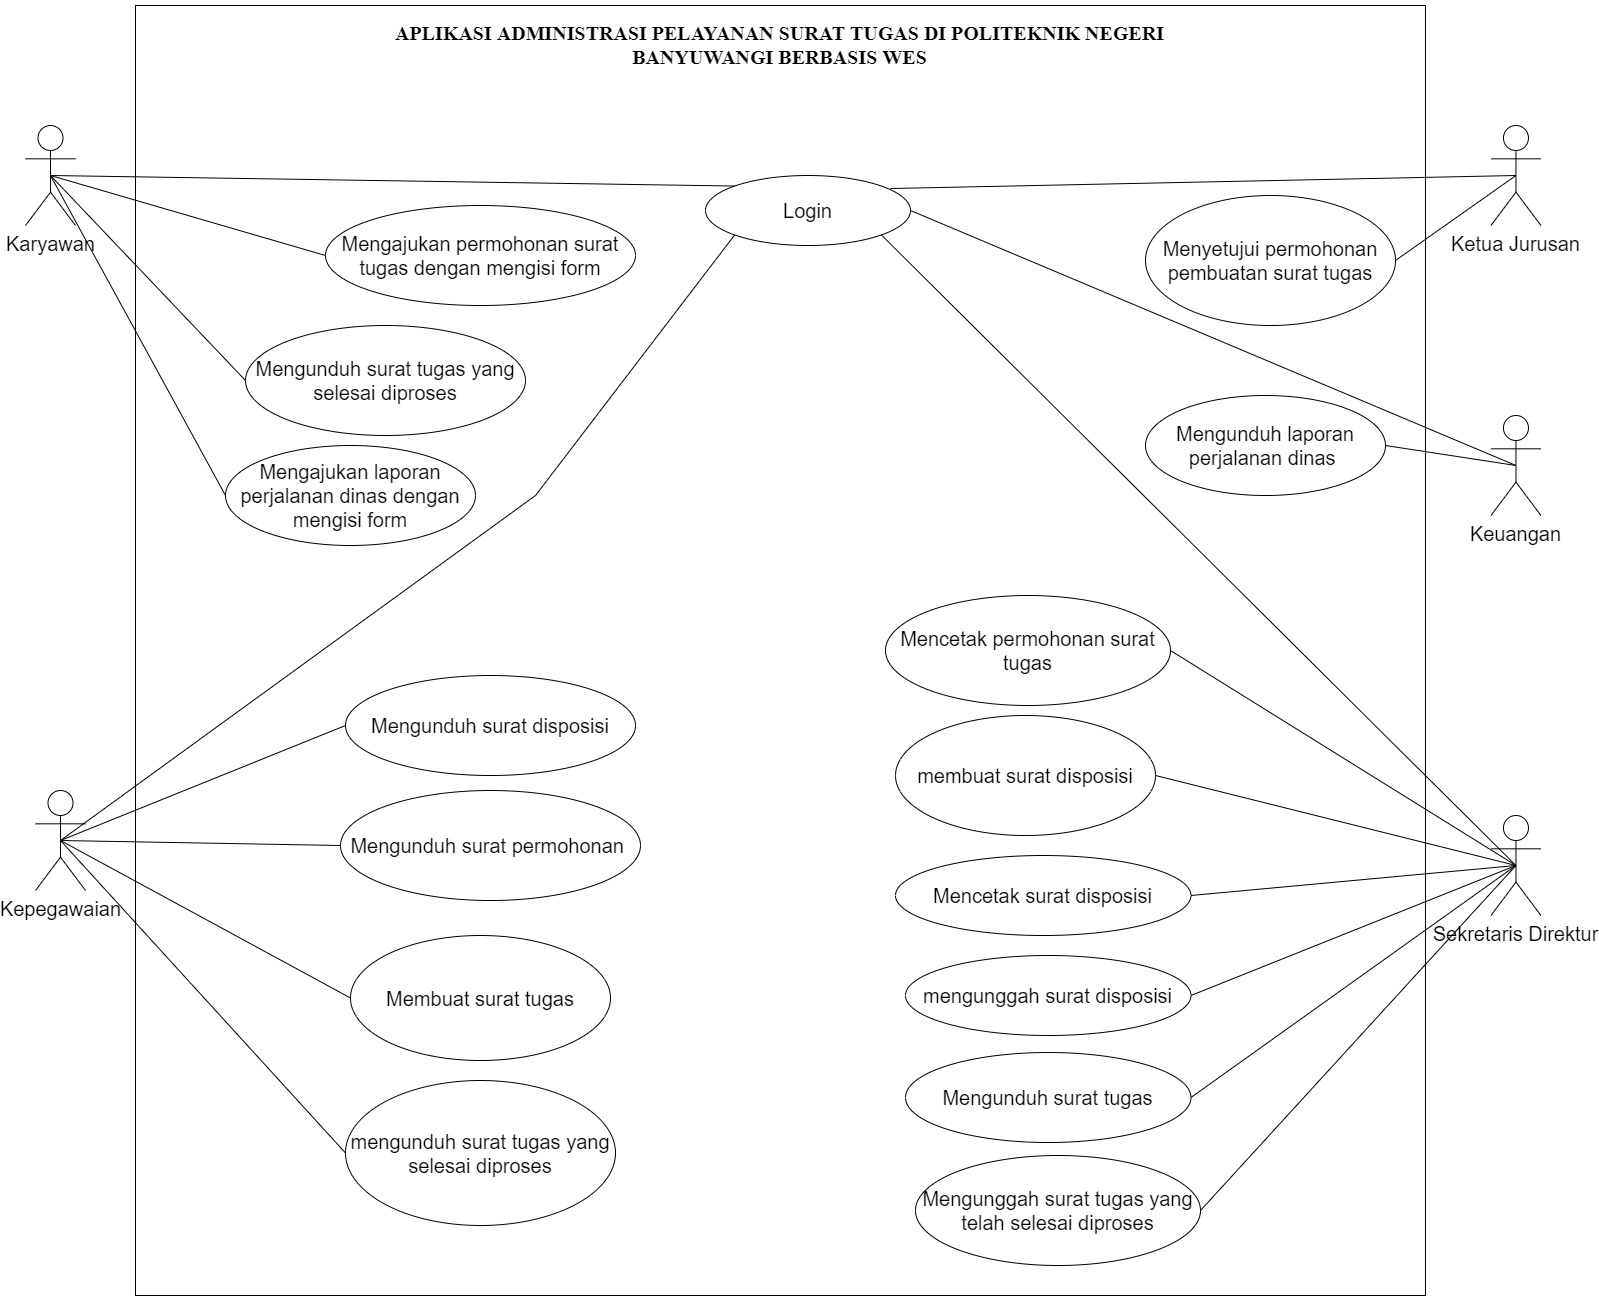 APLIKASI ADMINISTRASI PELAYANAN SURAT TUGAS DI POLITEKNIK NEGERI
BANYUWANGI BERBASIS WES
Karyawan
Login
Ketua Jurusan
Mengajukan permohonan surat
tugas dengan mengisi form
Menyetujui permohonan
pembuatan surat tugas
Mengunduh surat tugas yang
selesai diproses
Mengunduh laporan
perjalanan dinas
Mengajukan laporan
perjalanan dinas dengan
mengisi form
Keuangan
Mencetak permohonan surat
tugas
Mengunduh surat disposisi
membuat surat disposisi
Mengunduh surat permohonan
Kepegawaian
Mencetak surat disposisi
Sekretaris Direktur
Membuat surat tugas
mengunggah surat disposisi
Mengunduh surat tugas
mengunduh surat tugas yang
selesai diproses
Mengunggah surat tugas yang
telah selesai diproses